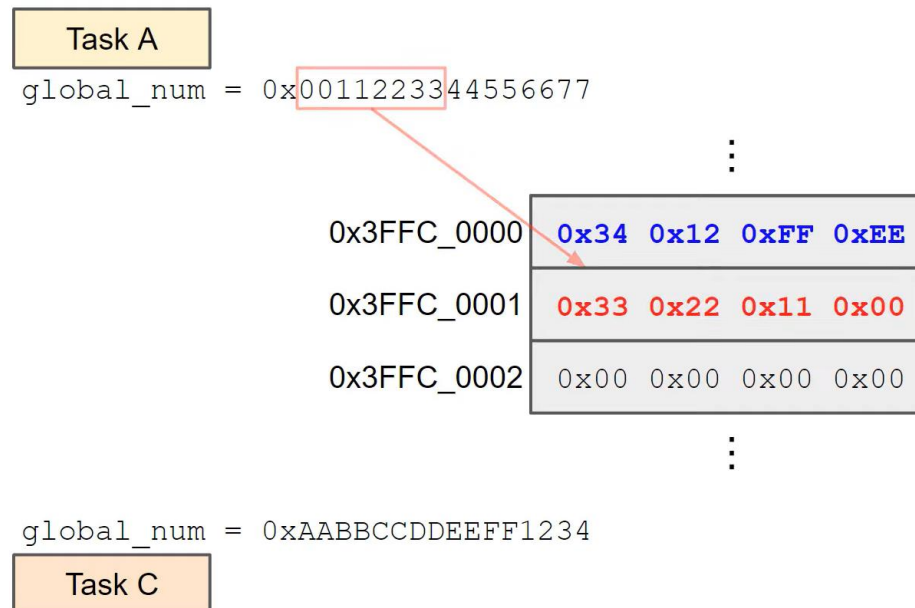 Task A
global_num = 0x0011223344556677
⋮
0x3FFC_0000 0x34 0x12 0xFF 0xEE
0x3FFC_0001 0x33 0x22 0x11 0x00
0x3FFC_0002 0x00 0x00 0x00 0x00
⋮
global_num = 0xAABBCCDDEEFF1234
Task C